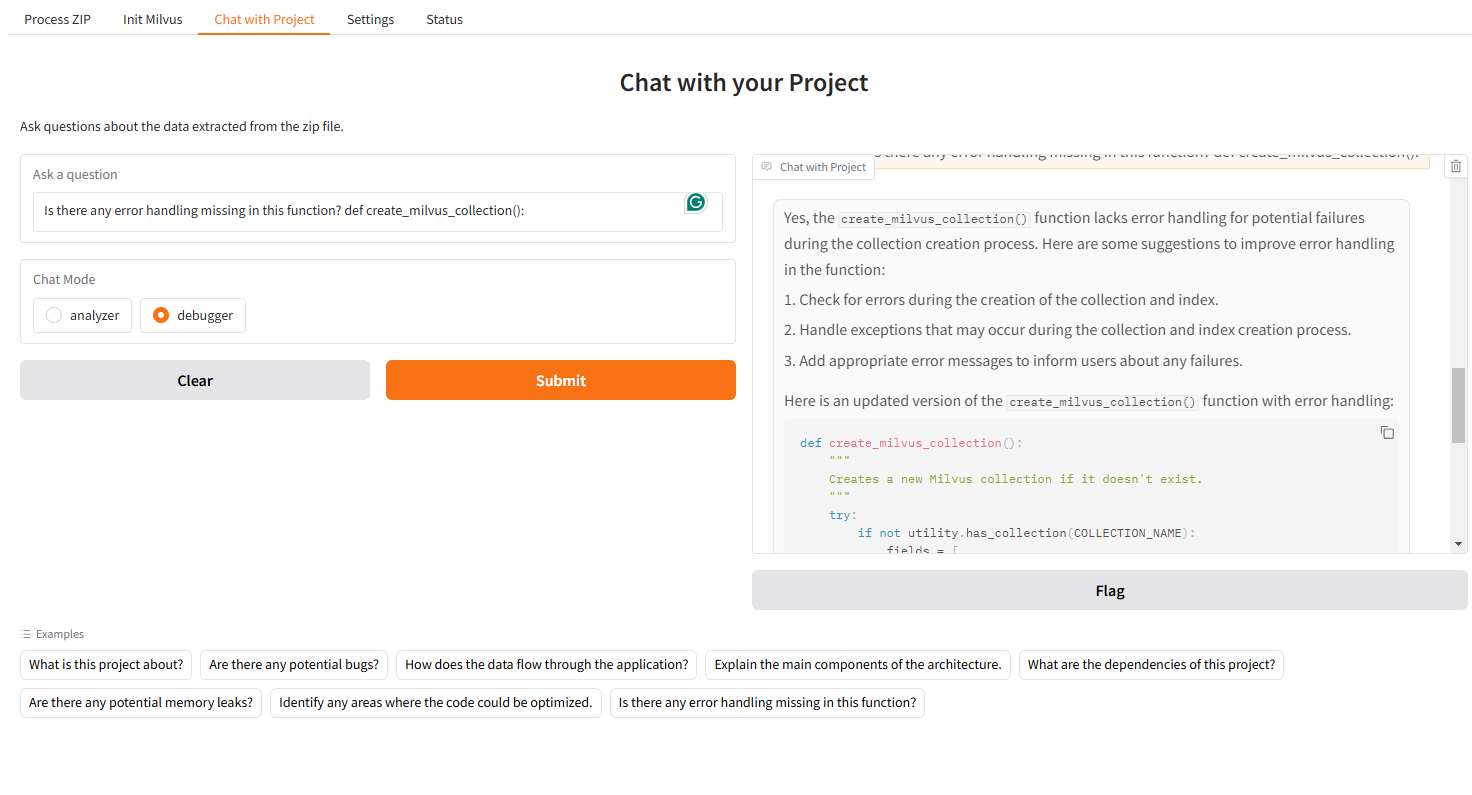 Process ZIP
Init Milvus
Chat with Project
Settings
Status
Chat with your Project
Ask questions about the data extracted from the zip file.
Ask a question
Is there any error handling missing in this function? def create_milvus_collection():
Chat Mode
analyzer
debugger
Clear
Submit
Chat with Project
s there any error handling missing in this function? def create_milvus_collection():
Yes, the create_milvus_collection() function lacks error handling for potential failures
during the collection creation process. Here are some suggestions to improve error handling
in the function:
1. Check for errors during the creation of the collection and index.
2. Handle exceptions that may occur during the collection and index creation process.
3. Add appropriate error messages to inform users about any failures.
Here is an updated version of the create_milvus_collection() function with error handling:
def create_milvus_collection():
"""
Creates a new Milvus collection if it doesn't exist.
"""
try:
if not utility.has_collection(COLLECTION_NAME):
fields = [
Flag
Examples
What is this project about?
Are there any potential bugs?
How does the data flow through the application?
Explain the main components of the architecture.
What are the dependencies of this project?
Are there any potential memory leaks?
Identify any areas where the code could be optimized.
Is there any error handling missing in this function?